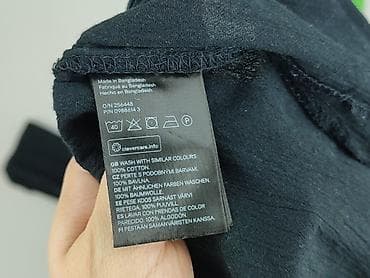 Made in Bangladesh
Fabriqué au Bangladesh
Hecho en Bangladesh
O/N 256448
P/N 0988614 3
40
P
clevercare.info
GB WASH WITH SIMILAR COLOURS
100% COTTON.
CZ PERTE S PODOBNÝMI BARVAMI.
100% BAVLNA.
DE MIT ÄHNLICHEN FARBEN WASCHEN.
100% BAUMWOLLE.
EE PESE KOOS SARNAST VÄRVI
RIIETEGA. 100% PUUVILL
ES LAVAR CON PRENDAS DE COLOR
PARECIDO. 100% ALGODÓN
FI PESTÄÄN SAMANVÄRISTEN KANSSA.